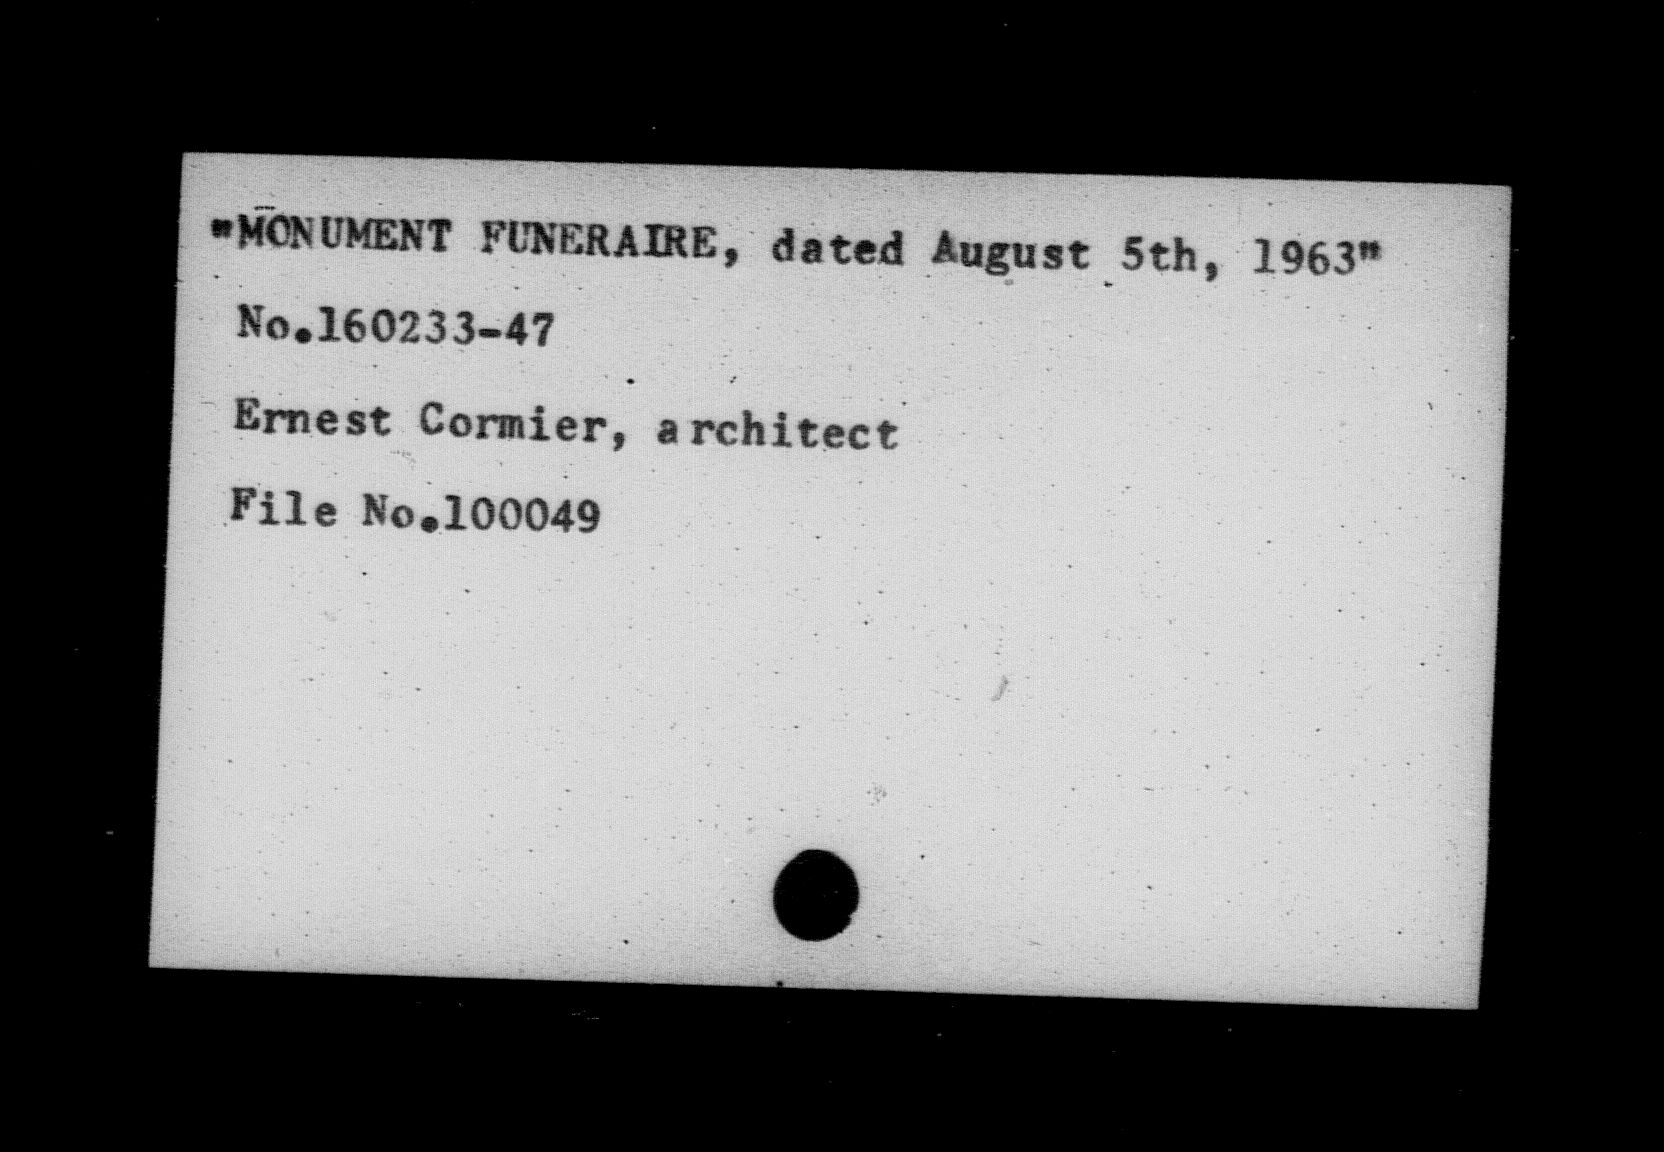 "MONUMENT FUNERAIRE, dated August 5th, 1963"
No.160233-47
Ernest Cormier, architect
File No.100049